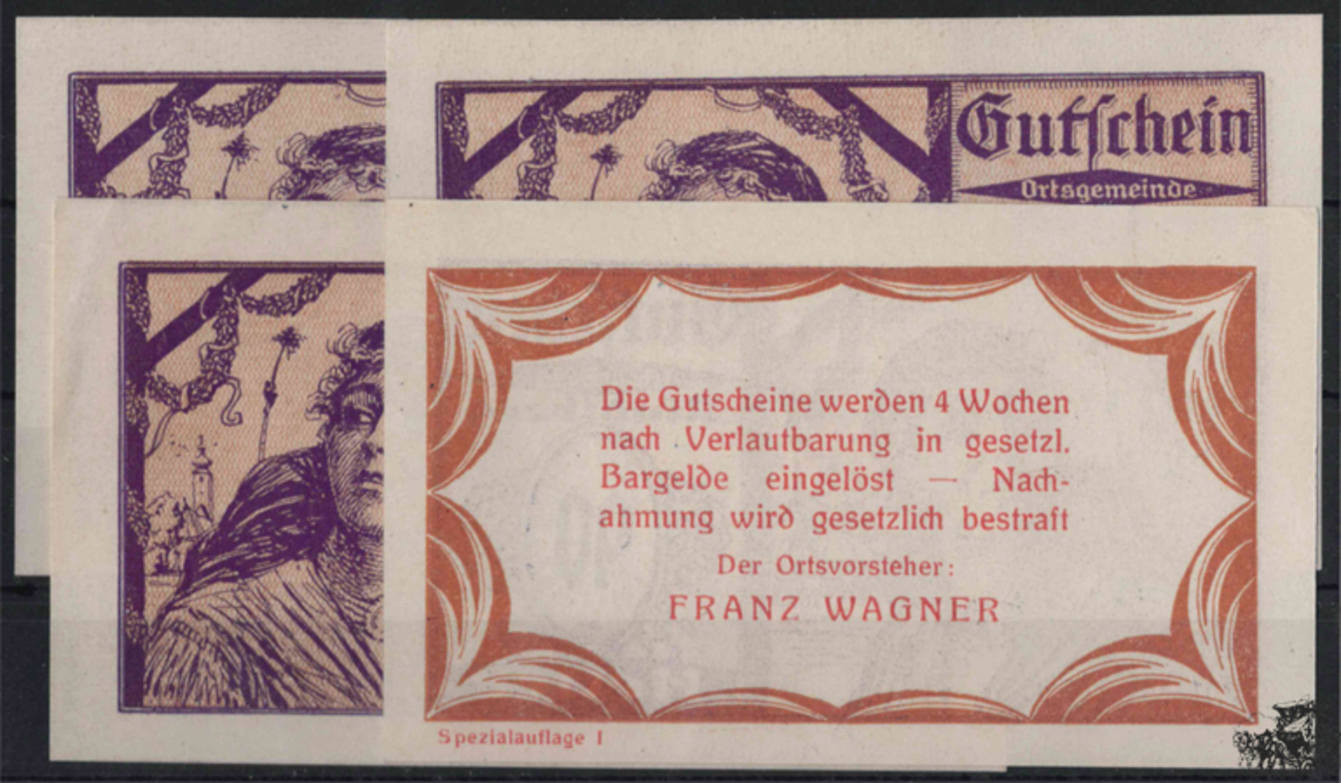 Gutschein
Ortsgemeinde
Die Gutscheine werden 4 Wochen
nach Verlautbarung in gesetzl.
Bargelde eingelöst — Nach-
ahmung wird gesetzlich bestraft
Der Ortsvorsteher:
FRANZ WAGNER
Spezialauflage I